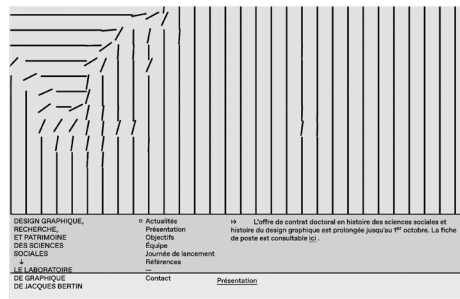 DESIGN GRAPHIQUE,
RECHERCHE,
ET PATRIMOINE
DES SCIENCES
SOCIALES
↓
LE LABORATOIRE
DE GRAPHIQUE
DE JACQUES BERTIN
○ Actualités
Présentation
Objectifs
Équipe
Journée de lancement
Références
—
Contact
↦ L'offre de contrat doctoral en histoire des sciences sociales et
histoire du design graphique est prolongée jusqu'au 1er octobre. La fiche
de poste est consultable ici .
Présentation